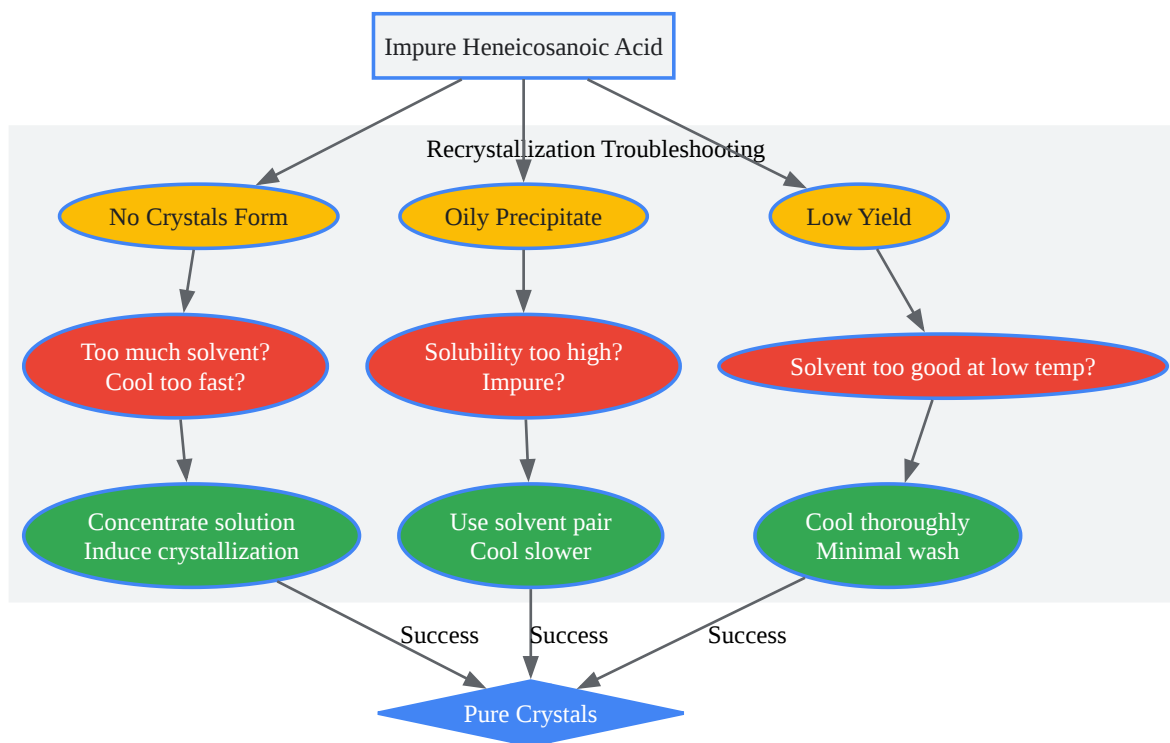 Impure Heneicosanoic Acid
Recrystallization Troubleshooting
No Crystals Form
Oily Precipitate
Low Yield
Too much solvent?
Cool too fast?
Solubility too high?
Impure?
Solvent too good at low temp?
Concentrate solution
Induce crystallization
Use solvent pair
Cool slower
Cool thoroughly
Minimal wash
Success
Success
Success
Pure Crystals